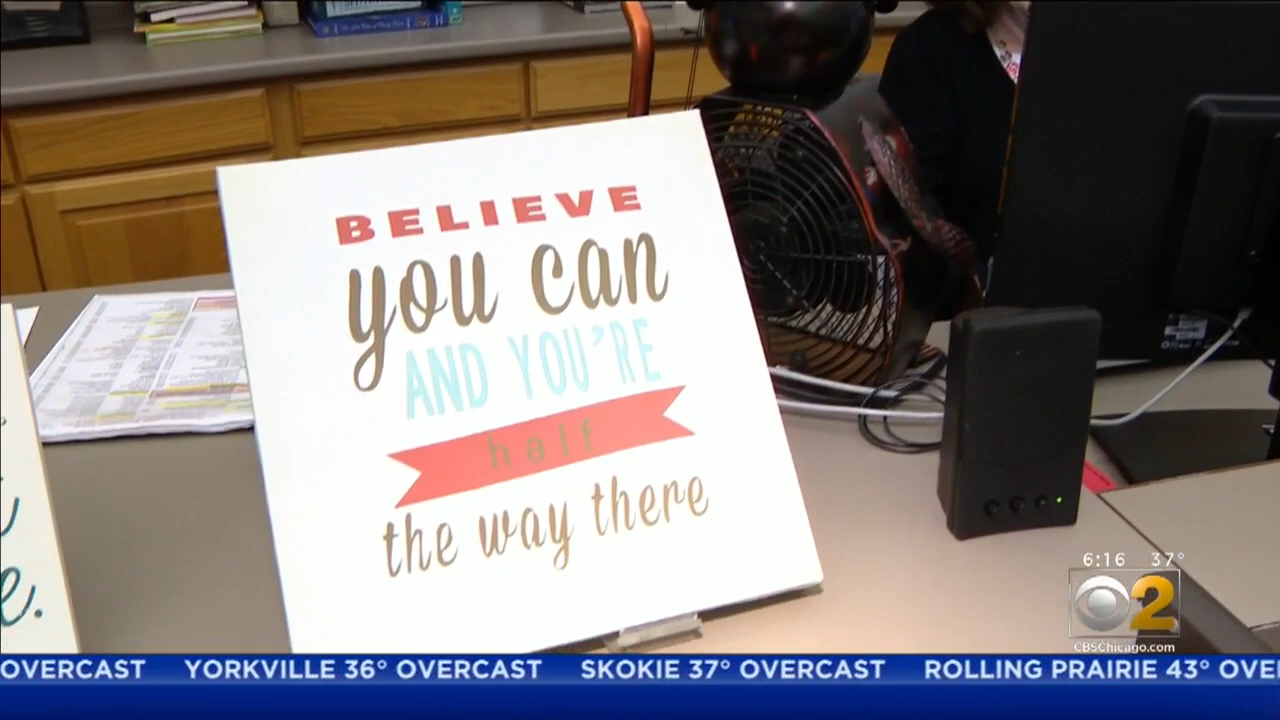 BELIEVE
you can
AND YOU'RE
half
the way there
e.
6:16 37°
2
CBSChicago.com
OVERCAST YORKVILLE 36° OVERCAST SKOKIE 37° OVERCAST ROLLING PRAIRIE 43° OVE